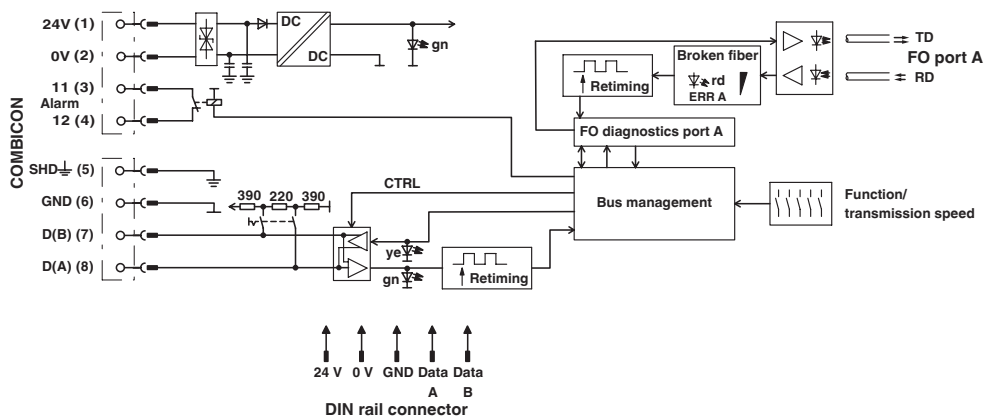 COMBICON
24V (1)
0V (2)
11 (3)
Alarm
12 (4)
SHD (5)
GND (6)
D(B) (7)
D(A) (8)
DC
DC
gn
390 220 390
CTRL
ye
gn
Retiming
Retiming
Broken fiber
rd
ERR A
TD
FO port A
RD
FO diagnostics port A
Bus management
Function/
transmission speed
24 V 0 V GND Data Data
A B
DIN rail connector